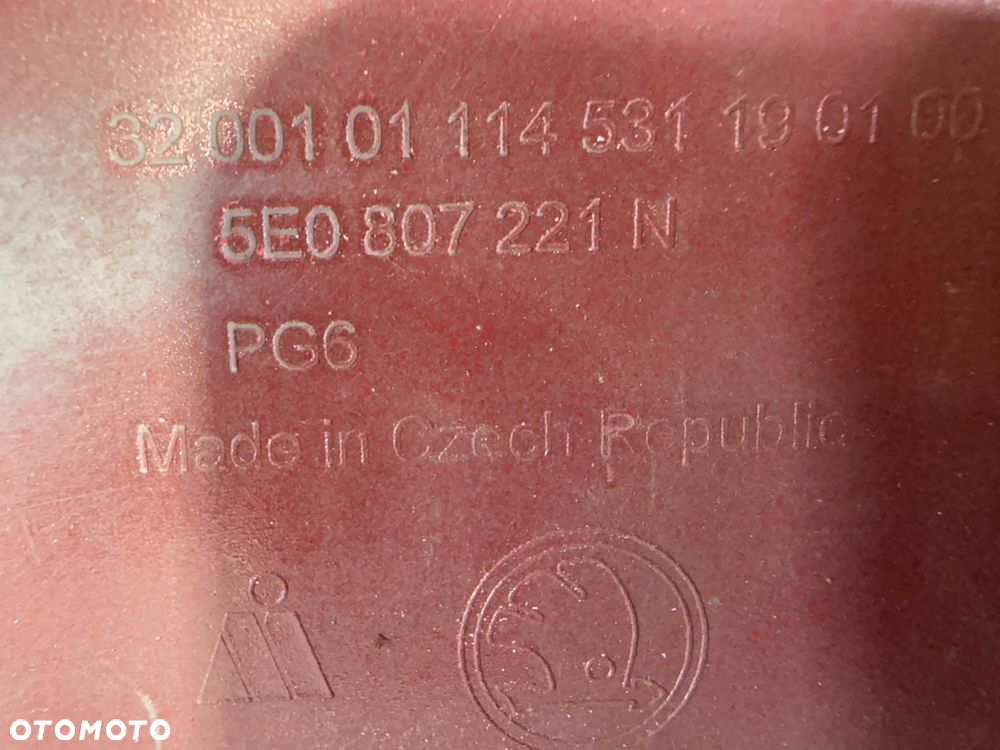 32 001 01 114 531 19 01 00
5E0 807 221 N
PG6
Made in Czech Republic
OTOMOTO